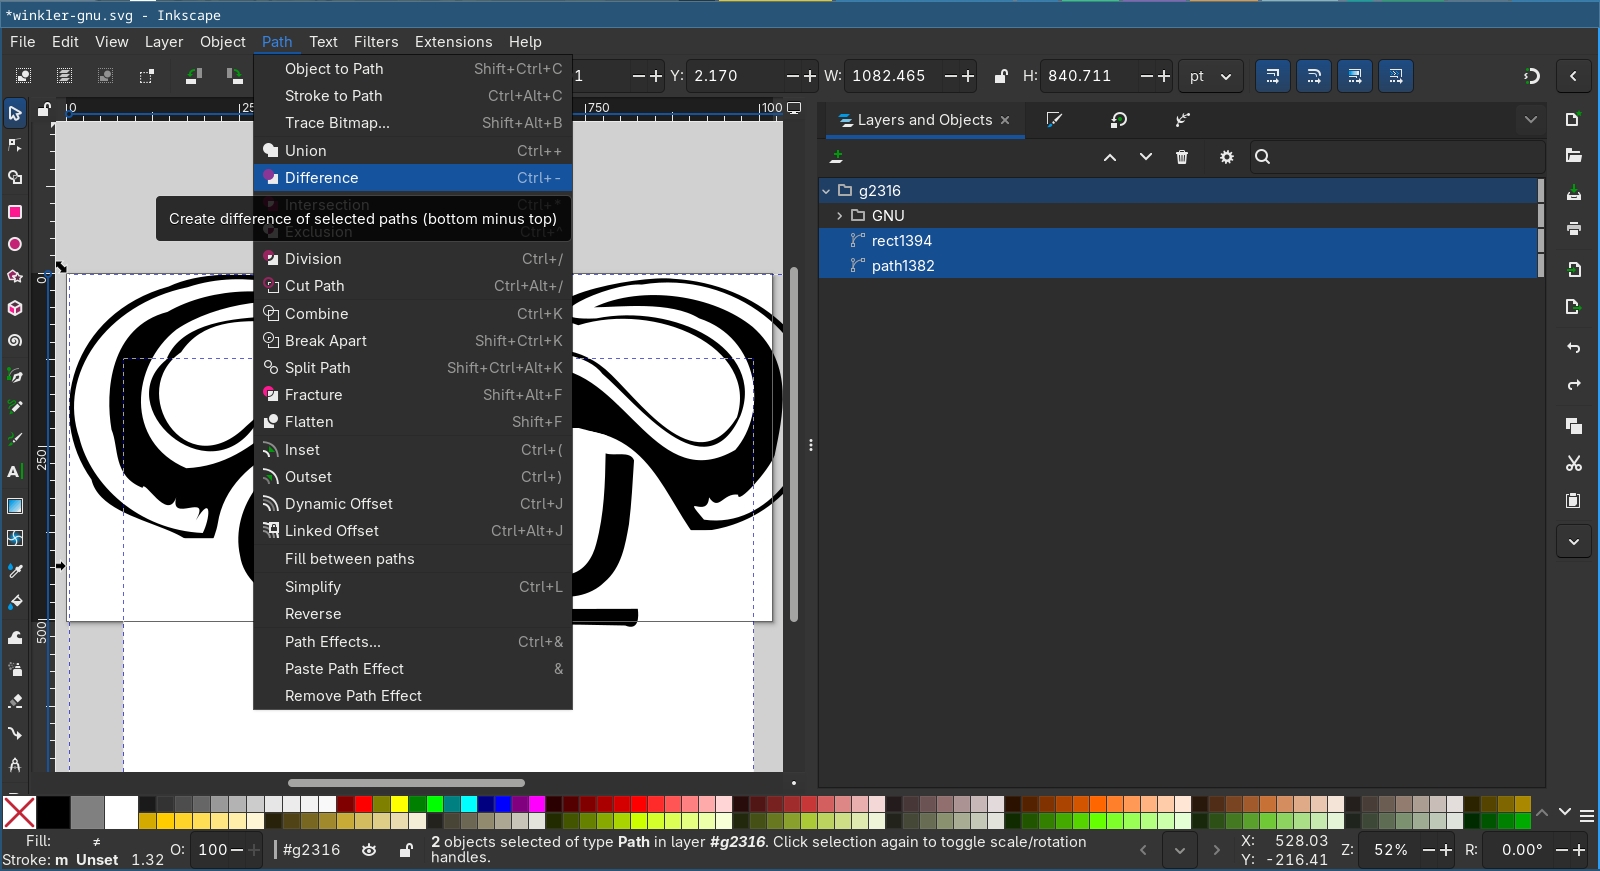 *winkler-gnu.svg - Inkscape
File Edit View Layer Object Path Text Filters Extensions Help
1 Y: 2.170 W: 1082.465 H: 840.711 pt
Object to Path Shift+Ctrl+C
Stroke to Path Ctrl+Alt+C
Trace Bitmap... Shift+Alt+B
Union Ctrl++
Difference Ctrl+-
Intersection Ctrl+*
Create difference of selected paths (bottom minus top)
Exclusion Ctrl+^
Division Ctrl+/
Cut Path Ctrl+Alt+/
Combine Ctrl+K
Break Apart Shift+Ctrl+K
Split Path Shift+Ctrl+Alt+K
Fracture Shift+Alt+F
Flatten Shift+F
Inset Ctrl+(
Outset Ctrl+)
Dynamic Offset Ctrl+J
Linked Offset Ctrl+Alt+J
Fill between paths
Simplify Ctrl+L
Reverse
Path Effects... Ctrl+&
Paste Path Effect &
Remove Path Effect
0 25 750 100
0
250
500
Layers and Objects
g2316
GNU
rect1394
path1382
Fill: ≠
Stroke: m Unset 1.32
O: 100
#g2316
2 objects selected of type Path in layer #g2316. Click selection again to toggle scale/rotation
handles.
X: 528.03
Y: -216.41
Z: 52%
R: 0.00°